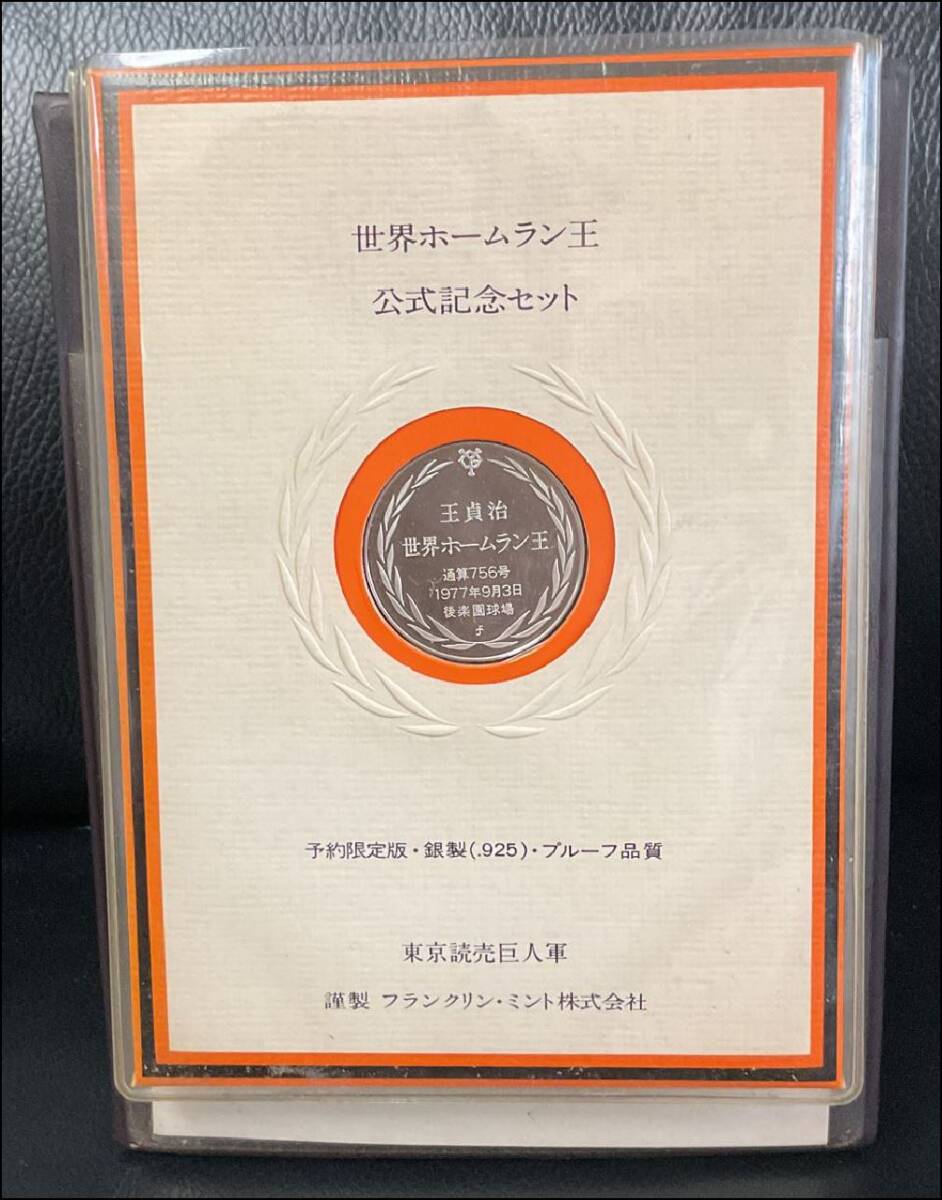 世界ホームラン王
公式記念セット
王貞治
世界ホームラン王
通算756号
1977年9月3日
後楽園球場
予約限定版・銀製(.925)・プルーフ品質
東京読売巨人軍
謹製 フランクリン・ミント株式会社